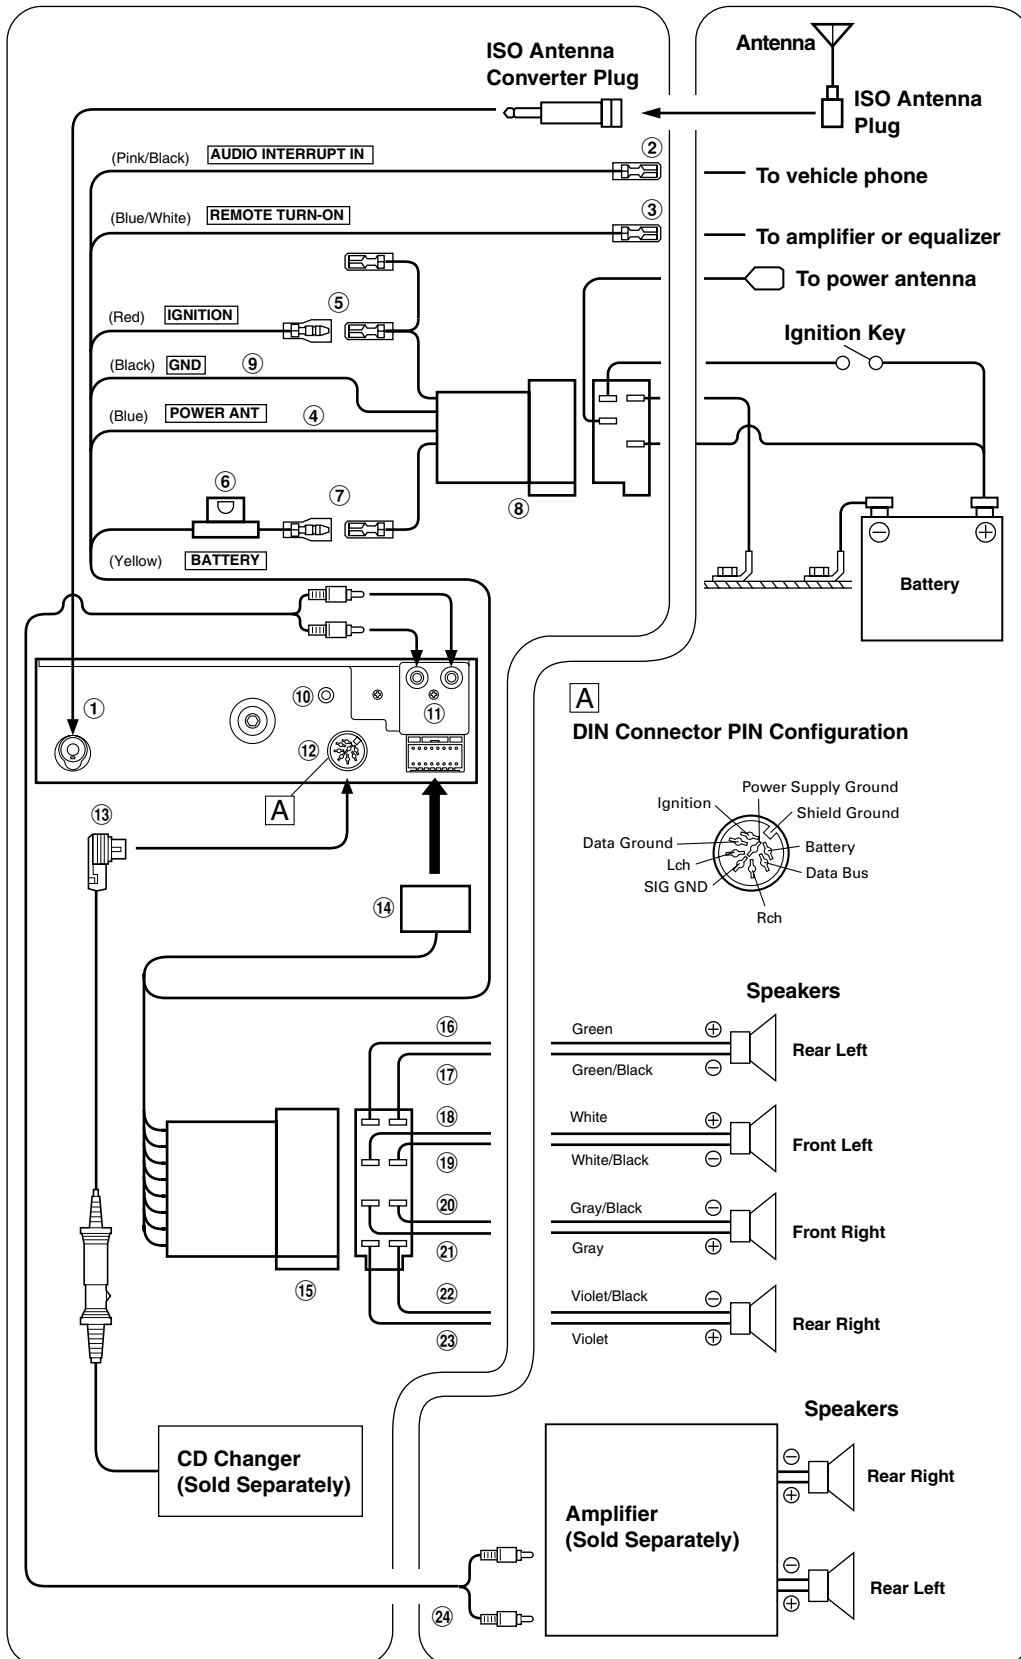 ISO Antenna
Converter Plug
Antenna
ISO Antenna
Plug
(Pink/Black) AUDIO INTERRUPT IN
2
To vehicle phone
(Blue/White) REMOTE TURN-ON
3
To amplifier or equalizer
To power antenna
5
(Red) IGNITION
Ignition Key
(Black) GND 9
(Blue) POWER ANT 4
6
7
8
(Yellow) BATTERY
Battery
1
10
11
12
A
13
14
A
DIN Connector PIN Configuration
Power Supply Ground
Ignition
Shield Ground
Data Ground
Battery
Lch
Data Bus
SIG GND
Rch
Speakers
16
Green
Rear Left
17
Green/Black
18
White
Front Left
19
White/Black
20
Gray/Black
Front Right
21
Gray
15
22
Violet/Black
Rear Right
23
Violet
CD Changer
(Sold Separately)
Speakers
Amplifier
(Sold Separately)
Rear Right
Rear Left
24